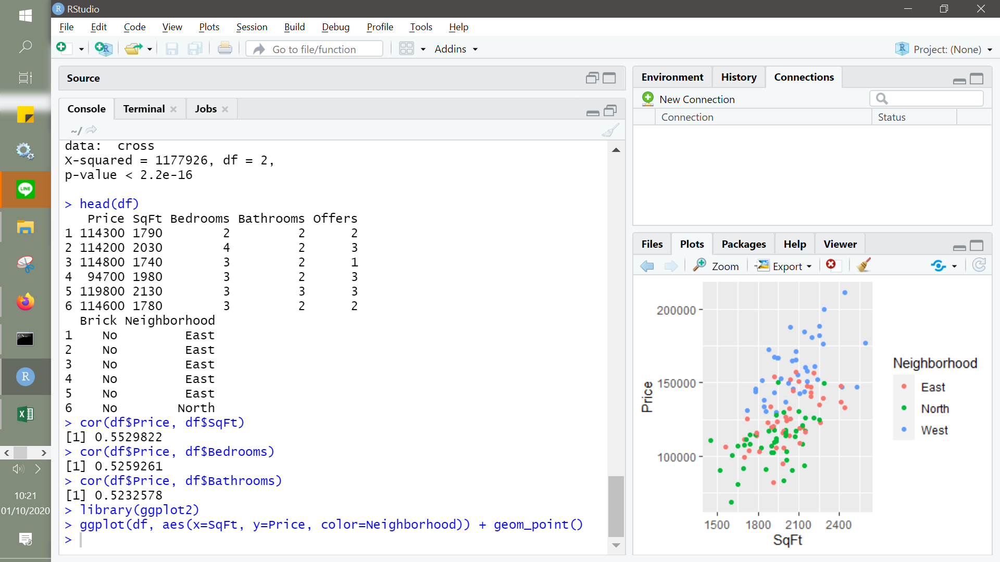 RStudio
File Edit Code View Plots Session Build Debug Profile Tools Help
Go to file/function Addins Project: (None)
Source
Console Terminal Jobs
~/
data:  cross
X-squared = 1177926, df = 2,
p-value < 2.2e-16
> head(df)
   Price SqFt Bedrooms Bathrooms Offers
1 114300 1790        2         2      2
2 114200 2030        4         2      3
3 114800 1740        3         2      1
4  94700 1980        3         2      3
5 119800 2130        3         3      3
6 114600 1780        3         2      2
  Brick Neighborhood
1    No         East
2    No         East
3    No         East
4    No         East
5    No         East
6    No        North
> cor(df$Price, df$SqFt)
[1] 0.5529822
> cor(df$Price, df$Bedrooms)
[1] 0.5259261
> cor(df$Price, df$Bathrooms)
[1] 0.5232578
> library(ggplot2)
> ggplot(df, aes(x=SqFt, y=Price, color=Neighborhood)) + geom_point()
>
Environment History Connections
New Connection
Connection Status
Files Plots Packages Help Viewer
Zoom Export
200000
150000
100000
Price
1500 1800 2100 2400
SqFt
Neighborhood
East
North
West
LINE
R
10:21
01/10/2020